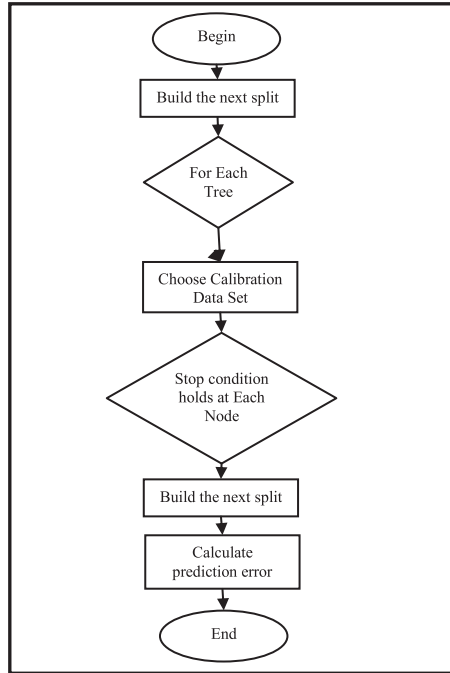 Begin
Build the next split
For Each
Tree
Choose Calibration
Data Set
Stop condition
holds at Each
Node
Build the next split
Calculate
prediction error
End